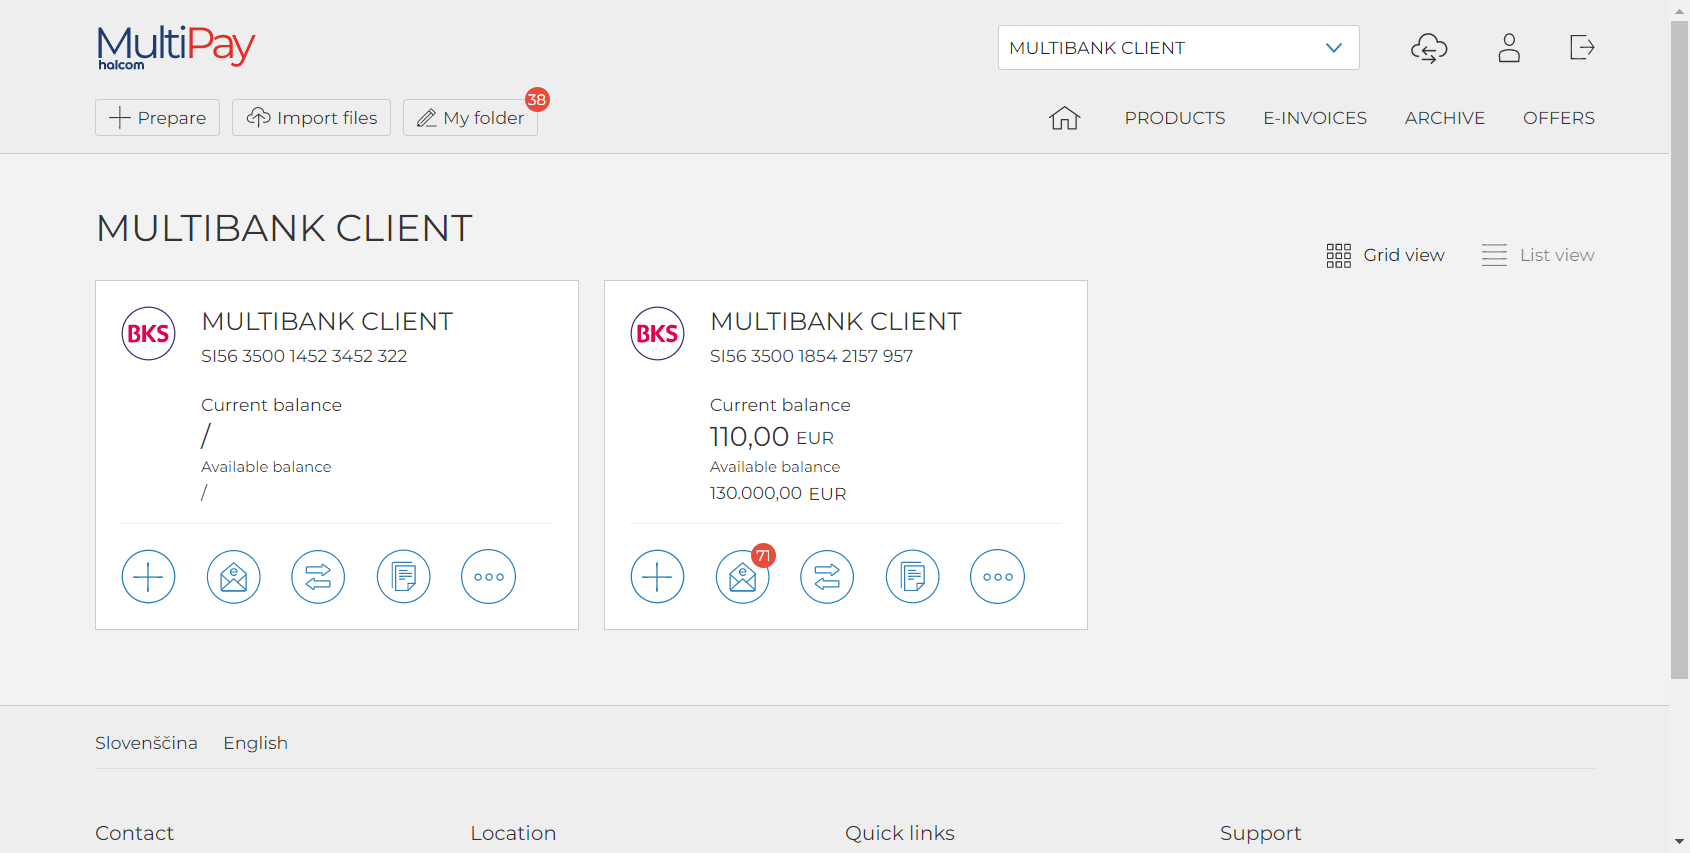 MultiPay
halcom
MULTIBANK CLIENT
Prepare
Import files
My folder
38
PRODUCTS
E-INVOICES
ARCHIVE
OFFERS
MULTIBANK CLIENT
Grid view
List view
BKS
MULTIBANK CLIENT
SI56 3500 1452 3452 322
Current balance
/
Available balance
/
e
BKS
MULTIBANK CLIENT
SI56 3500 1854 2157 957
Current balance
110,00 EUR
Available balance
130.000,00 EUR
e
71
Slovenščina
English
Contact
Location
Quick links
Support